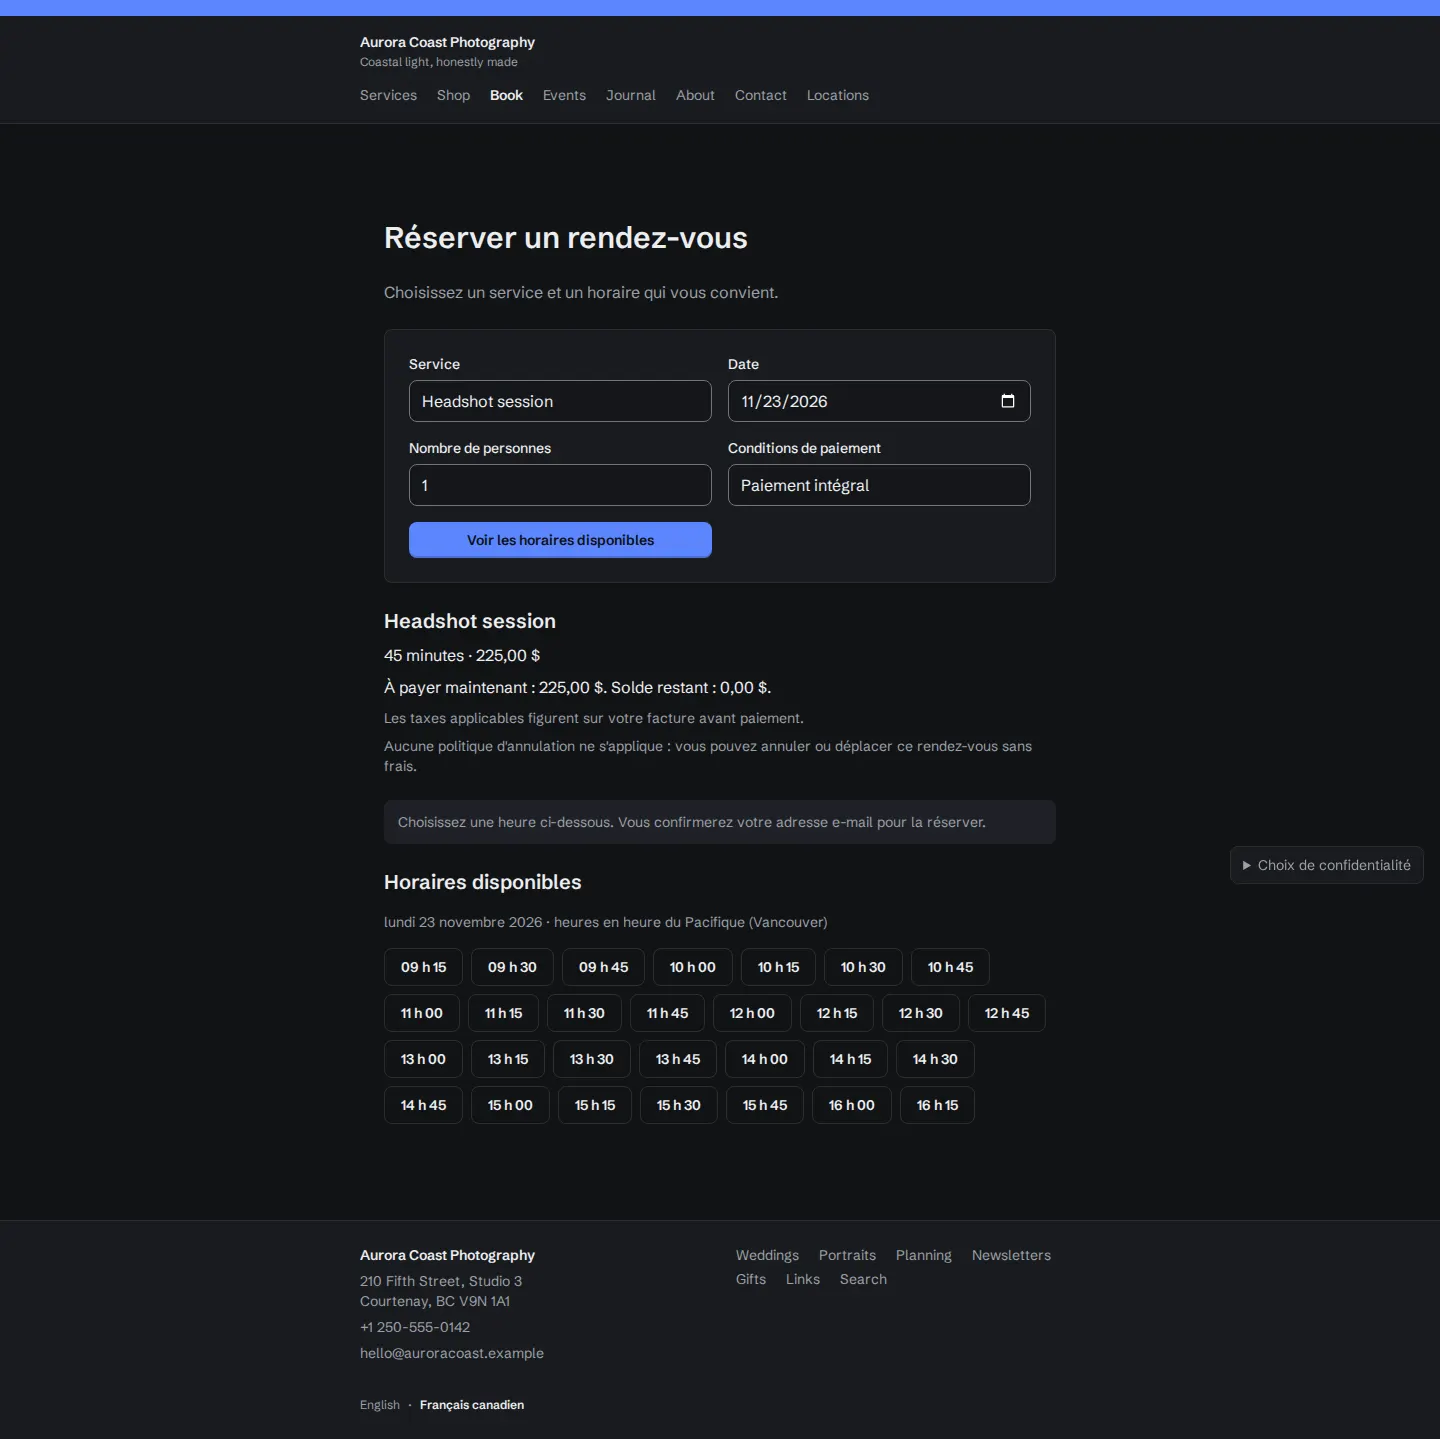 Aurora Coast Photography
Coastal light, honestly made
Services Shop Book Events Journal About Contact Locations
Réserver un rendez-vous
Choisissez un service et un horaire qui vous convient.
Service Date
Headshot session 11/23/2026
Nombre de personnes Conditions de paiement
1 Paiement intégral
Voir les horaires disponibles
Headshot session
45 minutes · 225,00 $
À payer maintenant : 225,00 $. Solde restant : 0,00 $.
Les taxes applicables figurent sur votre facture avant paiement.
Aucune politique d'annulation ne s'applique : vous pouvez annuler ou déplacer ce rendez-vous sans
frais.
Choisissez une heure ci-dessous. Vous confirmerez votre adresse e-mail pour la réserver.
Choix de confidentialité
Horaires disponibles
lundi 23 novembre 2026 · heures en heure du Pacifique (Vancouver)
09 h 15 09 h 30 09 h 45 10 h 00 10 h 15 10 h 30 10 h 45
11 h 00 11 h 15 11 h 30 11 h 45 12 h 00 12 h 15 12 h 30 12 h 45
13 h 00 13 h 15 13 h 30 13 h 45 14 h 00 14 h 15 14 h 30
14 h 45 15 h 00 15 h 15 15 h 30 15 h 45 16 h 00 16 h 15
Aurora Coast Photography
210 Fifth Street, Studio 3
Courtenay, BC V9N 1A1
+1 250-555-0142
hello@auroracoast.example
Weddings Portraits Planning Newsletters
Gifts Links Search
English · Français canadien